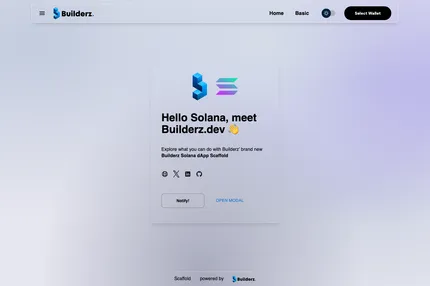 Builderz.
Home
Basic
Select Wallet
Hello Solana, meet
Builderz.dev 👋
Explore what you can do with Builderz' brand new
Builderz Solana dApp Scaffold
Notify!
OPEN MODAL
Scaffold
powered by
Builderz.